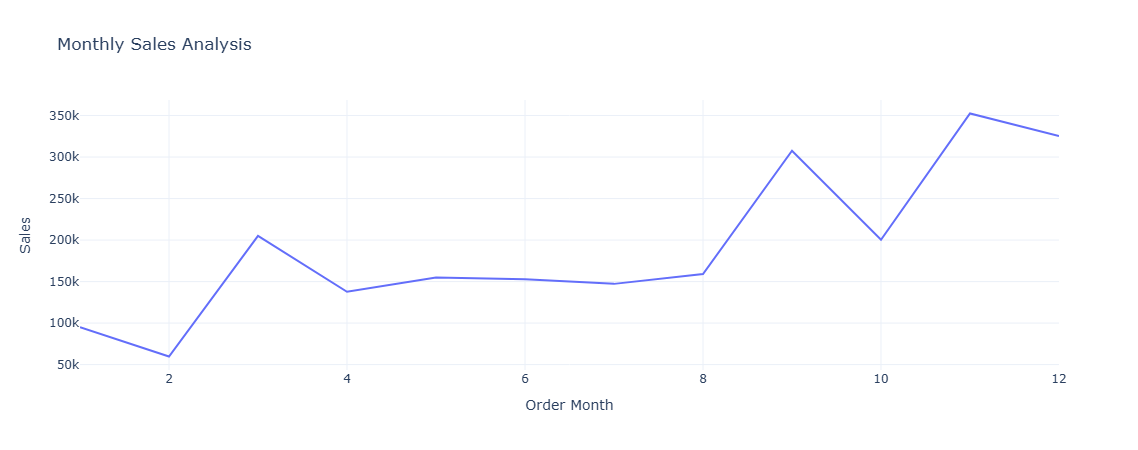 Monthly Sales Analysis
350k
300k
250k
200k
150k
100k
50k
Sales
2 4 6 8 10 12
Order Month